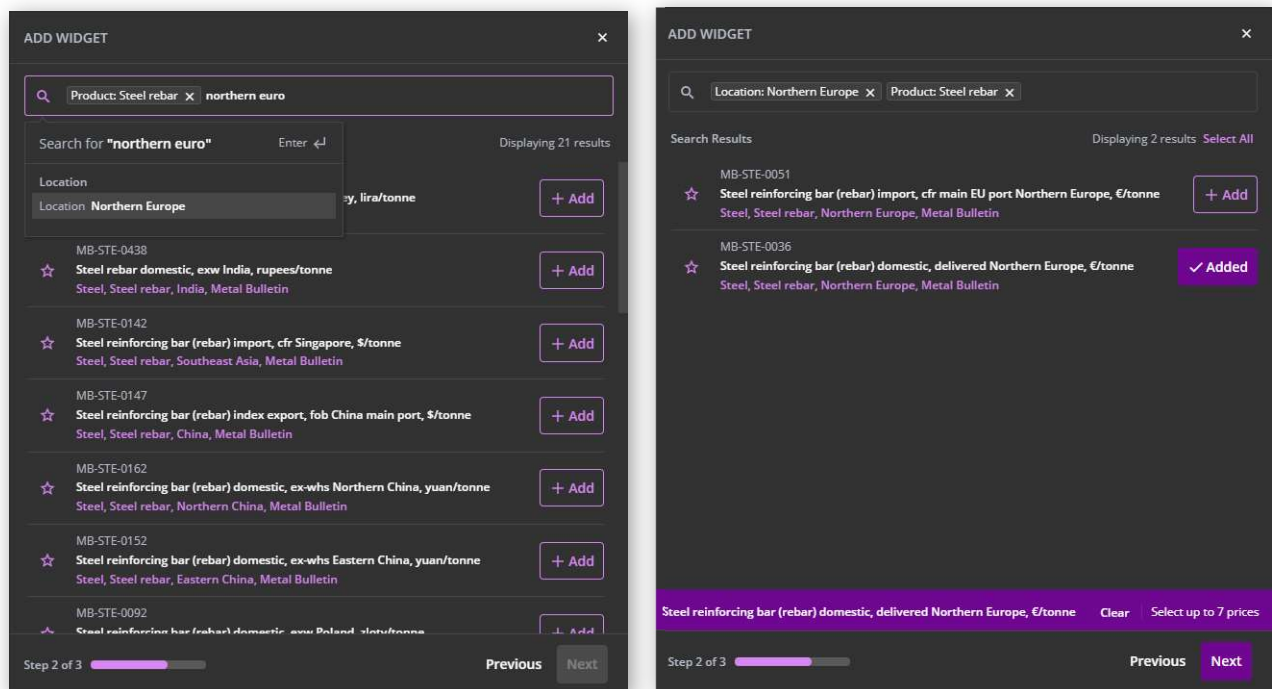 ADD WIDGET ×
Product: Steel rebar × northern euro
Search for "northern euro" Enter
Displaying 21 results
Location
Location Northern Europe
ey, lira/tonne
+ Add
MB-STE-0438
Steel rebar domestic, exw India, rupees/tonne
Steel, Steel rebar, India, Metal Bulletin
+ Add
MB-STE-0142
Steel reinforcing bar (rebar) import, cfr Singapore, $/tonne
Steel, Steel rebar, Southeast Asia, Metal Bulletin
+ Add
MB-STE-0147
Steel reinforcing bar (rebar) index export, fob China main port, $/tonne
Steel, Steel rebar, China, Metal Bulletin
+ Add
MB-STE-0162
Steel reinforcing bar (rebar) domestic, ex-whs Northern China, yuan/tonne
Steel, Steel rebar, Northern China, Metal Bulletin
+ Add
MB-STE-0152
Steel reinforcing bar (rebar) domestic, ex-whs Eastern China, yuan/tonne
Steel, Steel rebar, Eastern China, Metal Bulletin
+ Add
MB-STE-0092
Steel reinforcing bar (rebar) domestic, exw Poland, zloty/tonne
+ Add
Step 2 of 3
Previous
Next
ADD WIDGET ×
Location: Northern Europe × Product: Steel rebar ×
Search Results
Displaying 2 results Select All
MB-STE-0051
Steel reinforcing bar (rebar) import, cfr main EU port Northern Europe, €/tonne
Steel, Steel rebar, Northern Europe, Metal Bulletin
+ Add
MB-STE-0036
Steel reinforcing bar (rebar) domestic, delivered Northern Europe, €/tonne
Steel, Steel rebar, Northern Europe, Metal Bulletin
✓ Added
Steel reinforcing bar (rebar) domestic, delivered Northern Europe, €/tonne
Clear
Select up to 7 prices
Step 2 of 3
Previous
Next